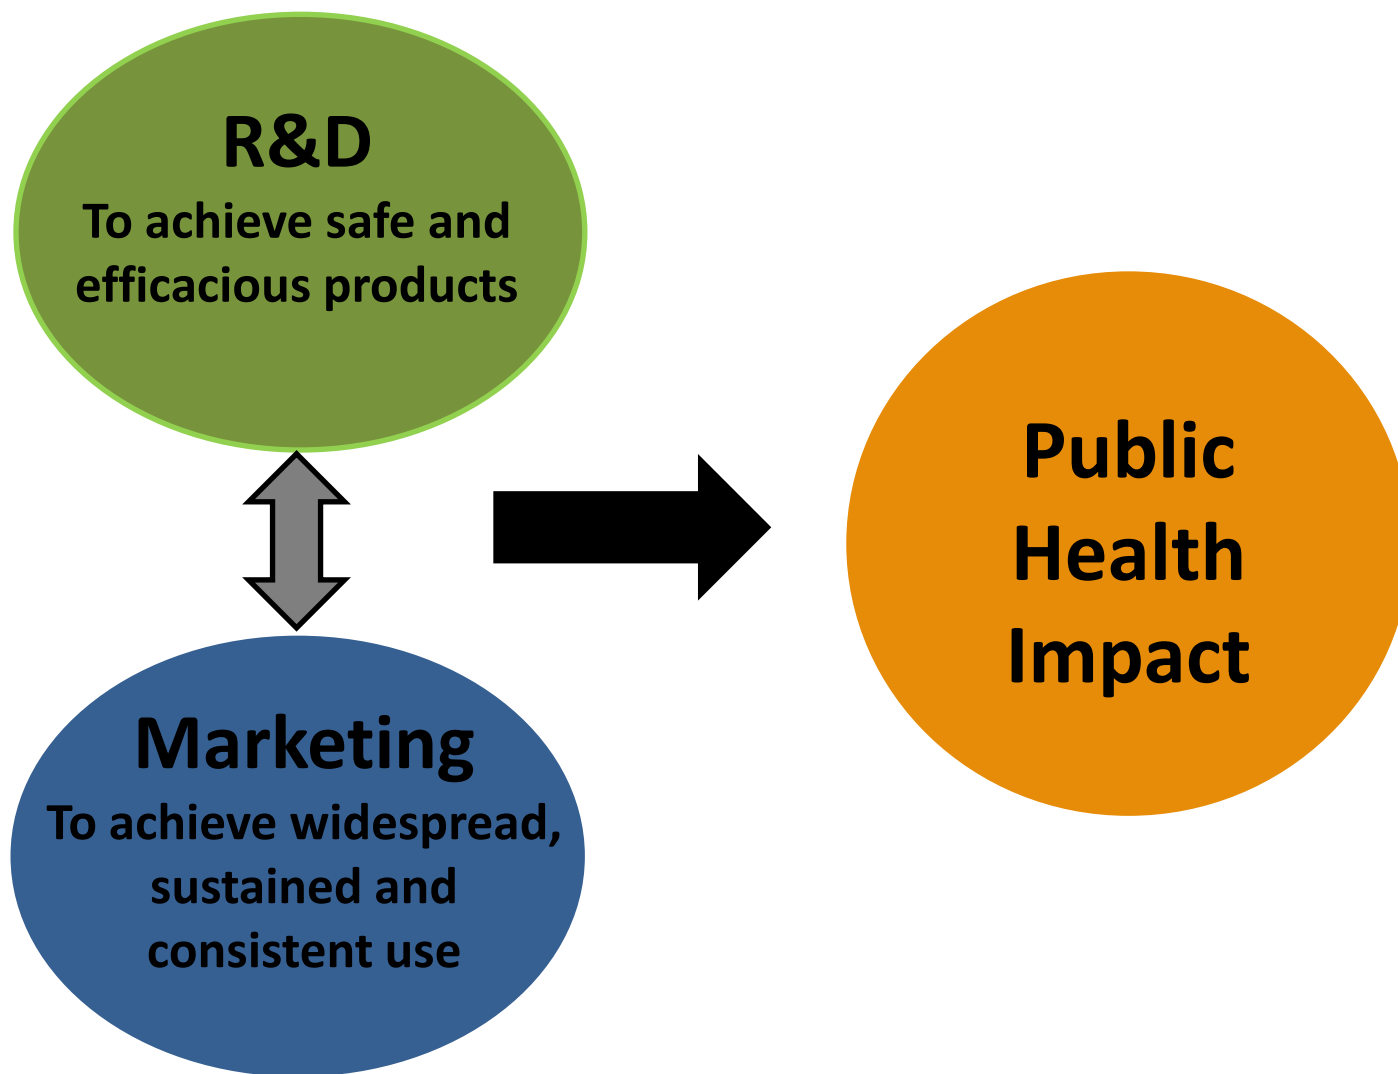 R&D
To achieve safe and
efficacious products
Marketing
To achieve widespread,
sustained and
consistent use
Public
Health
Impact